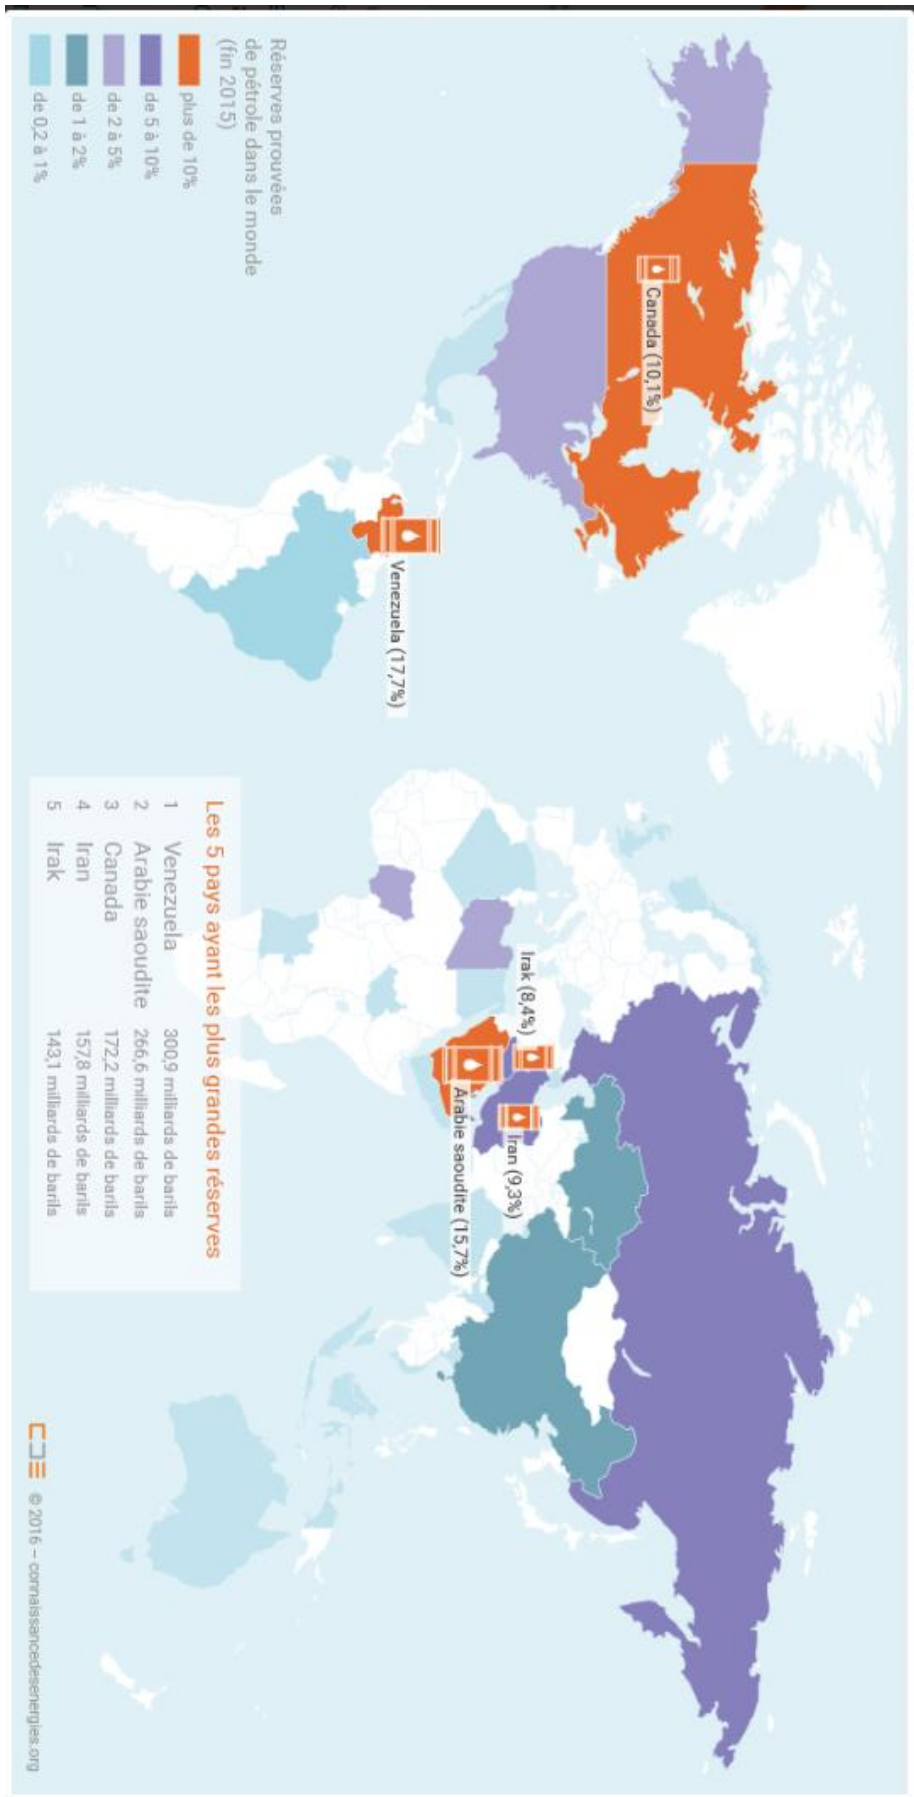 Réserves prouvées
de pétrole dans le monde
(fin 2015)
plus de 10%
de 5 à 10%
de 2 à 5%
de 1 à 2%
de 0,2 à 1%
Canada (10,1%)
Venezuela (17,7%)
Irak (8,4%)
Iran (9,3%)
Arabie saoudite (15,7%)
Les 5 pays ayant les plus grandes réserves
1 Venezuela 300,9 milliards de barils
2 Arabie saoudite 266,6 milliards de barils
3 Canada 172,2 milliards de barils
4 Iran 157,8 milliards de barils
5 Irak 143,1 milliards de barils
© 2016 – connaissancedesenergies.org